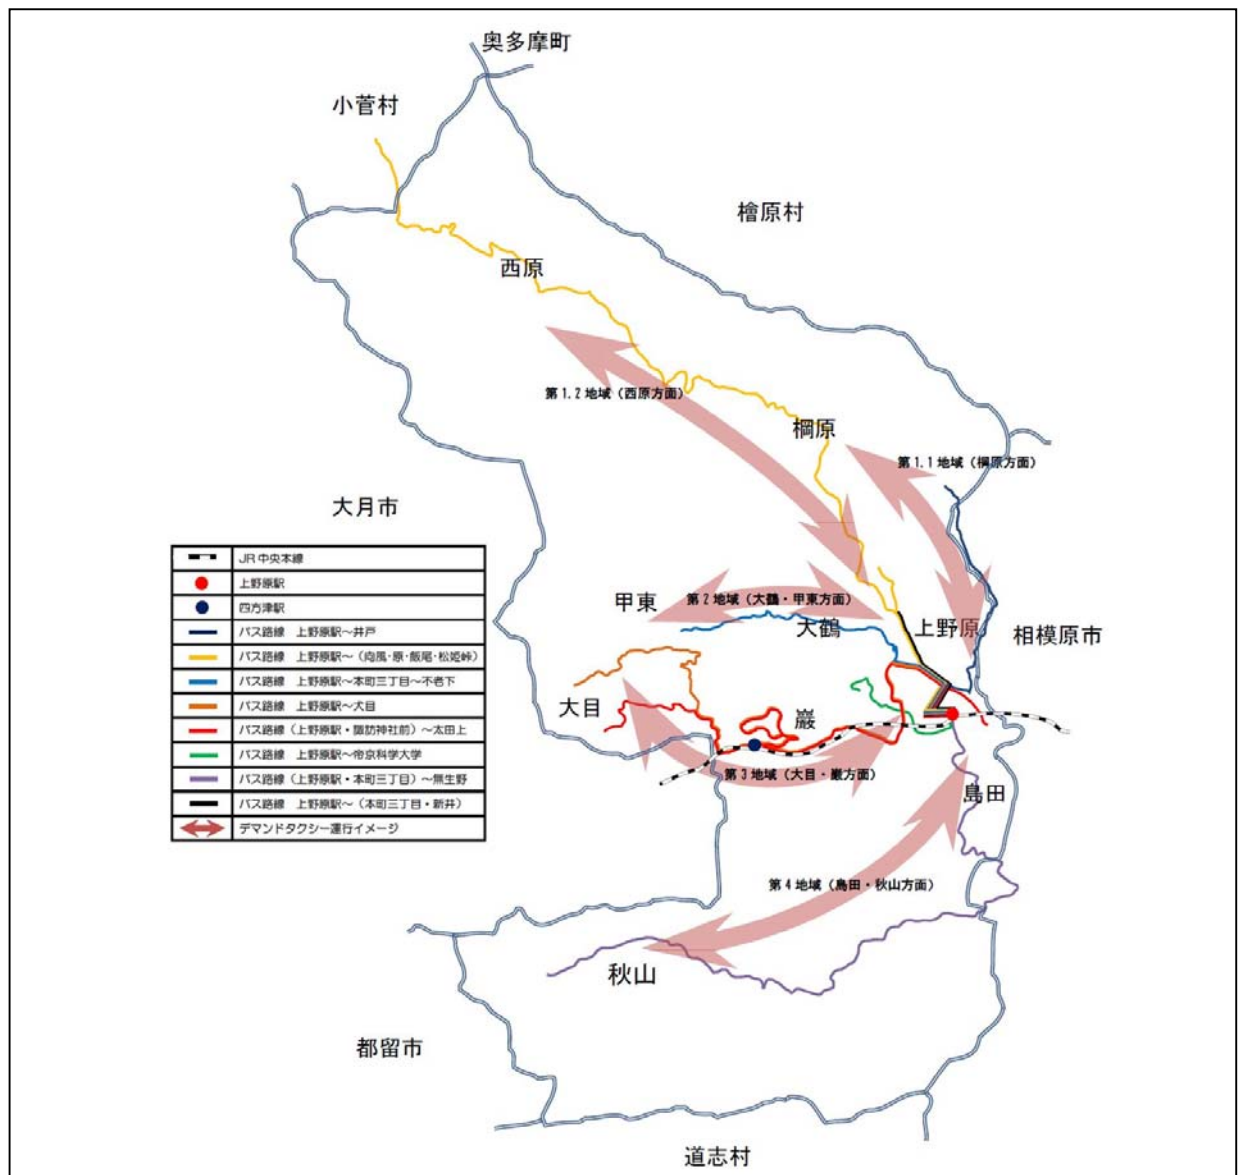 奥多摩町
小菅村
檜原村
西原
第1.2地域（西原方面）
棡原
第1.1地域（棡原方面）
大月市
JR中央本線
上野原駅
四方津駅
バス路線　上野原駅～井戸
バス路線　上野原駅～（向風・原・飯尾・松姫峠）
バス路線　上野原駅～本町三丁目～不老下
バス路線　上野原駅～大目
バス路線（上野原駅・諏訪神社前）～太田上
バス路線　上野原駅～帝京科学大学
バス路線（上野原駅・本町三丁目）～無生野
バス路線　上野原駅～（本町三丁目・新井）
デマンドタクシー運行イメージ
甲東
第2地域（大鶴・甲東方面）
大鶴
上野原
相模原市
大目
巖
第3地域（大目・巖方面）
島田
第4地域（島田・秋山方面）
秋山
都留市
道志村